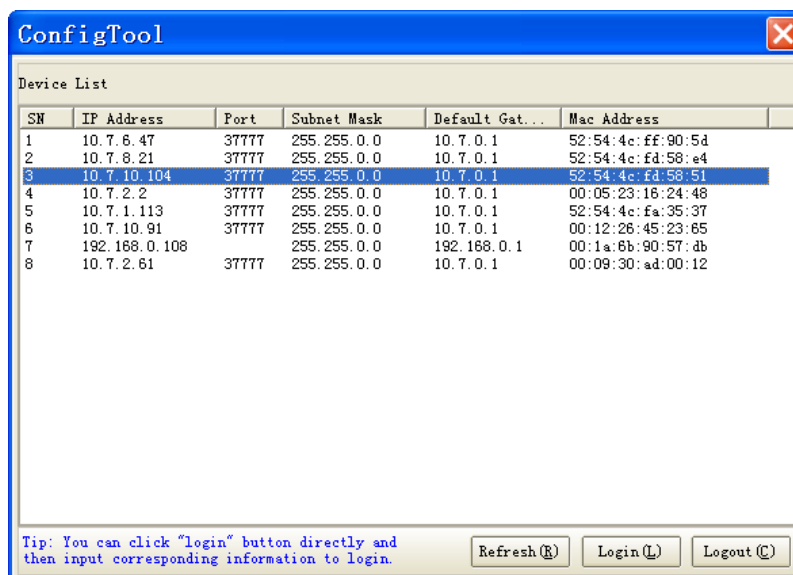 ConfigTool
Device List
SN IP Address Port Subnet Mask Default Gat... Mac Address
1 10.7.6.47 37777 255.255.0.0 10.7.0.1 52:54:4c:ff:90:5d
2 10.7.8.21 37777 255.255.0.0 10.7.0.1 52:54:4c:fd:58:e4
3 10.7.10.104 37777 255.255.0.0 10.7.0.1 52:54:4c:fd:58:51
4 10.7.2.2 37777 255.255.0.0 10.7.0.1 00:05:23:16:24:48
5 10.7.1.113 37777 255.255.0.0 10.7.0.1 52:54:4c:fa:35:37
6 10.7.10.91 37777 255.255.0.0 10.7.0.1 00:12:26:45:23:65
7 192.168.0.108 255.255.0.0 192.168.0.1 00:1a:6b:90:57:db
8 10.7.2.61 37777 255.255.0.0 10.7.0.1 00:09:30:ad:00:12
Tip: You can click "login" button directly and
then input corresponding information to login.
Refresh(R) Login(L) Logout(C)